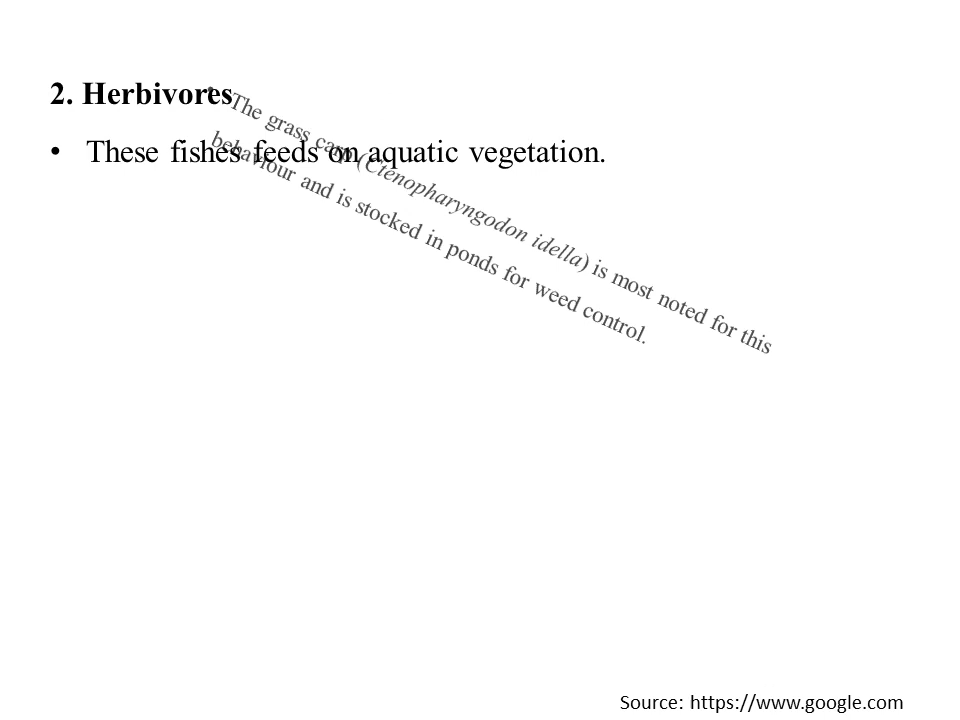 2. Herbivores
• These fishes feeds on aquatic vegetation.
• The grass carp (Ctenopharyngodon idella) is most noted for this
behaviour and is stocked in ponds for weed control.
Source: https://www.google.com